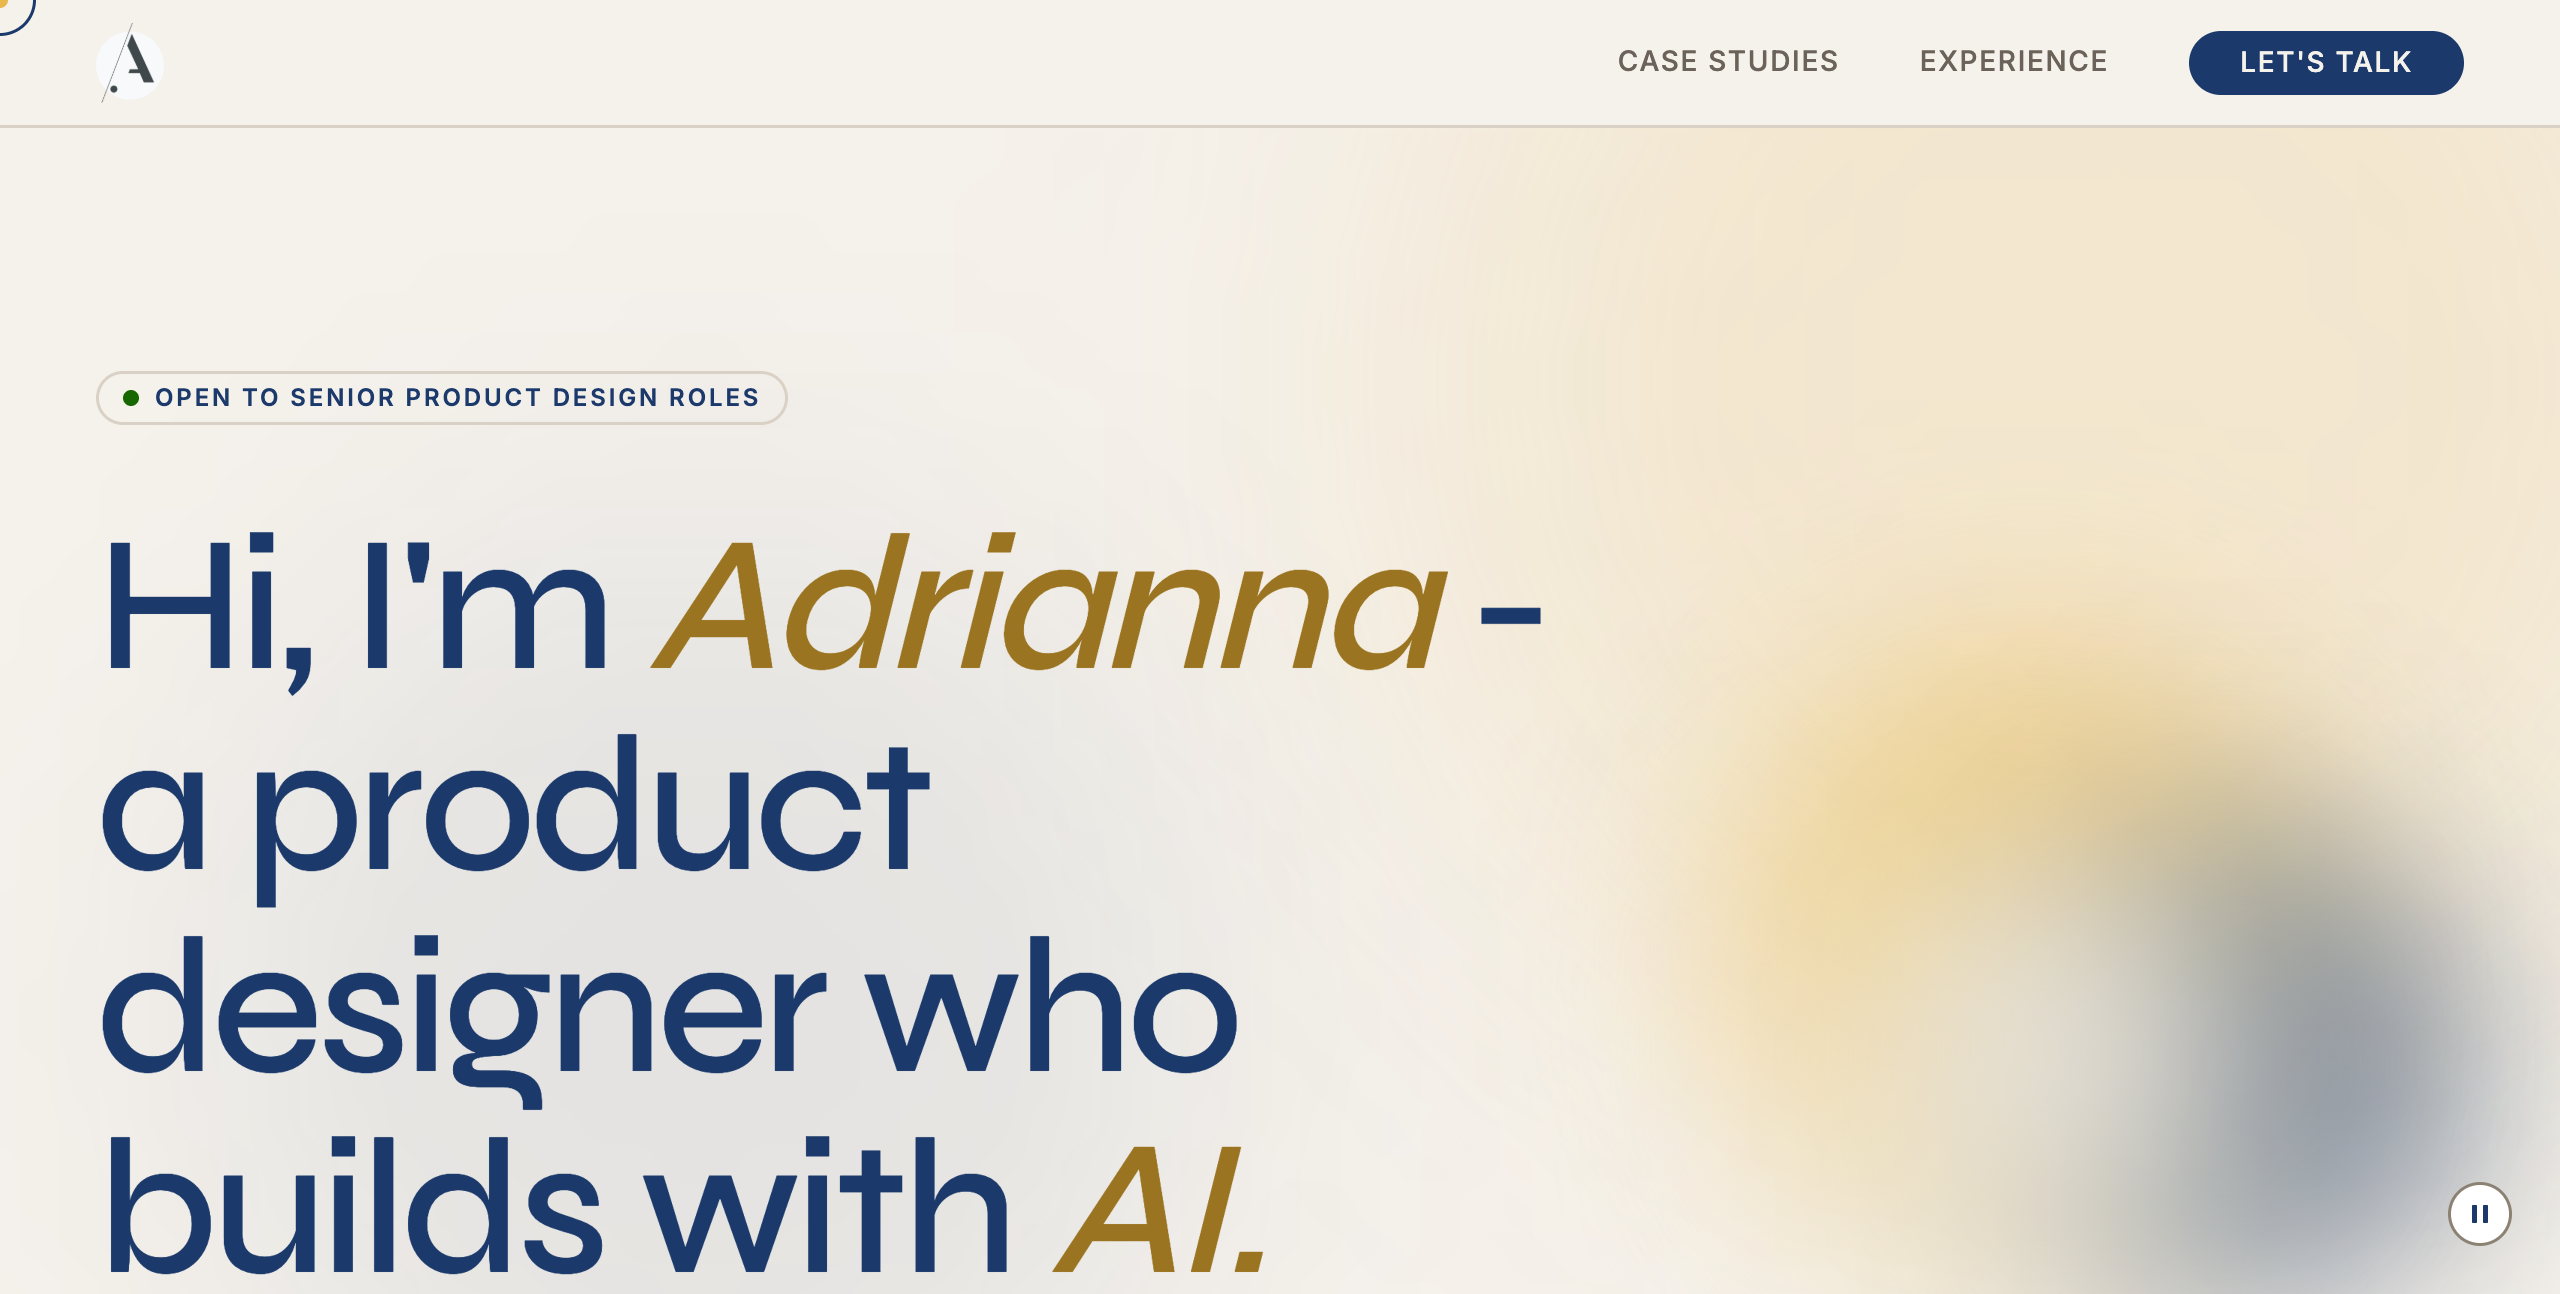 A
CASE STUDIES
EXPERIENCE
LET'S TALK
OPEN TO SENIOR PRODUCT DESIGN ROLES
Hi, I'm Adrianna -
a product
designer who
builds with AI.